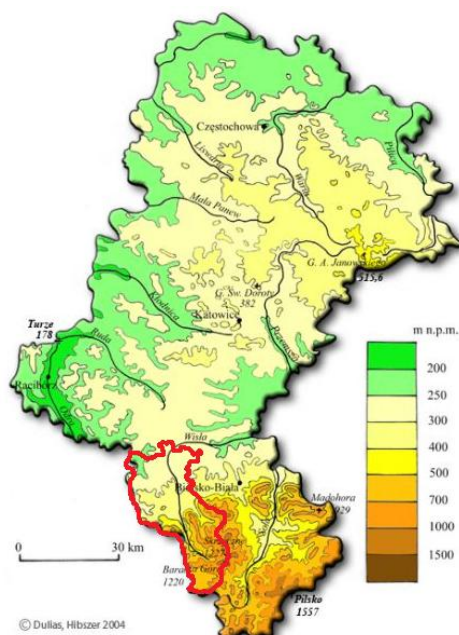 Częstochowa
Pilica
Liswarta
Warta
Mała Panew
G. A. Janowskiego
515,6
G. Św. Doroty
382
Kłodnica
Katowice
Przemsza
Turze
178
Ruda
Racibórz
Odra
m n.p.m.
200
250
300
400
500
700
1000
1500
Wisła
Bielsko-Biała
Madohora
929
Skrzyczne
Barania Góra
1220
Pilsko
1557
0 30 km
© Dulias, Hibszer 2004